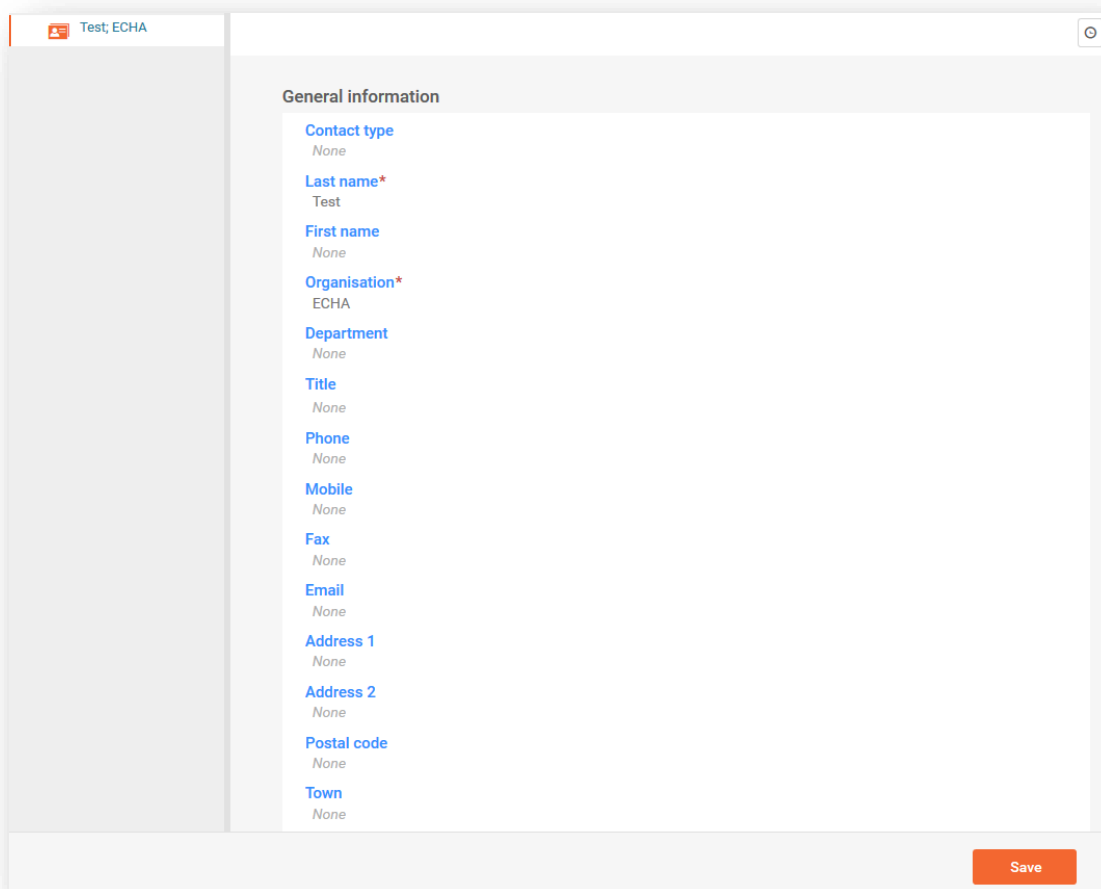 Test; ECHA
General information
Contact type
None
Last name*
Test
First name
None
Organisation*
ECHA
Department
None
Title
None
Phone
None
Mobile
None
Fax
None
Email
None
Address 1
None
Address 2
None
Postal code
None
Town
None
Save